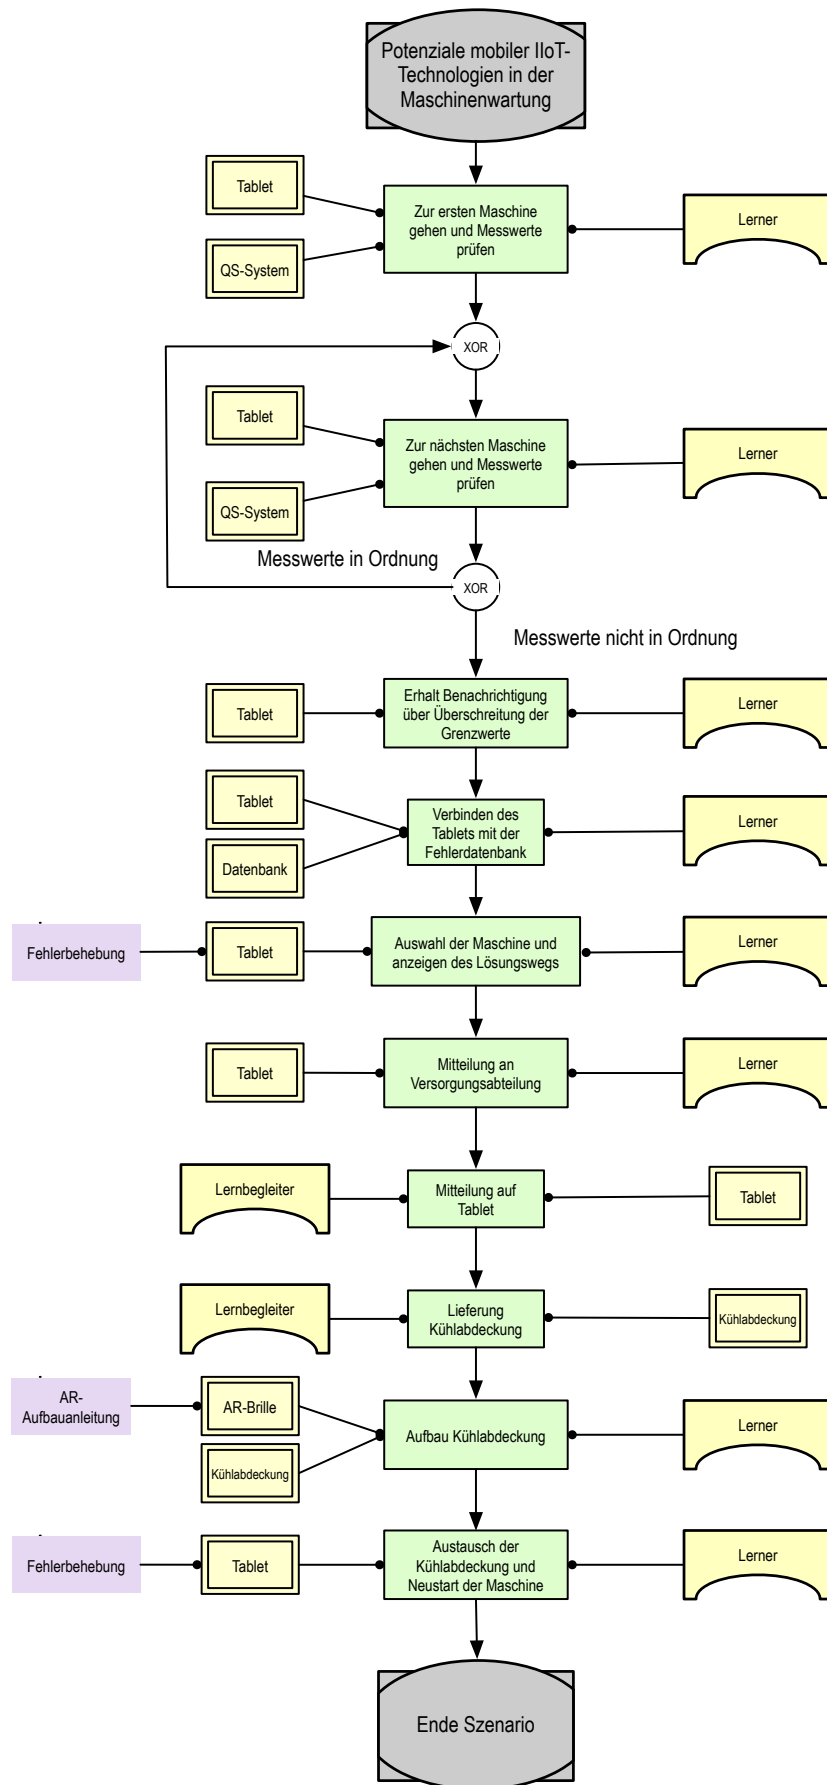 Potenziale mobiler IIoT-
Technologien in der
Maschinenwartung
Tablet
Zur ersten Maschine
gehen und Messwerte
prüfen
Lerner
QS-System
XOR
Tablet
Zur nächsten Maschine
gehen und Messwerte
prüfen
Lerner
QS-System
Messwerte in Ordnung
XOR
Messwerte nicht in Ordnung
Tablet
Erhalt Benachrichtigung
über Überschreitung der
Grenzwerte
Lerner
Tablet
Datenbank
Verbinden des
Tablets mit der
Fehlerdatenbank
Lerner
Fehlerbehebung
Tablet
Auswahl der Maschine und
anzeigen des Lösungswegs
Lerner
Tablet
Mitteilung an
Versorgungsabteilung
Lerner
Lernbegleiter
Mitteilung auf
Tablet
Tablet
Lernbegleiter
Lieferung
Kühlabdeckung
Kühlabdeckung
AR-
Aufbauanleitung
AR-Brille
Kühlabdeckung
Aufbau Kühlabdeckung
Lerner
Fehlerbehebung
Tablet
Austausch der
Kühlabdeckung und
Neustart der Maschine
Lerner
Ende Szenario